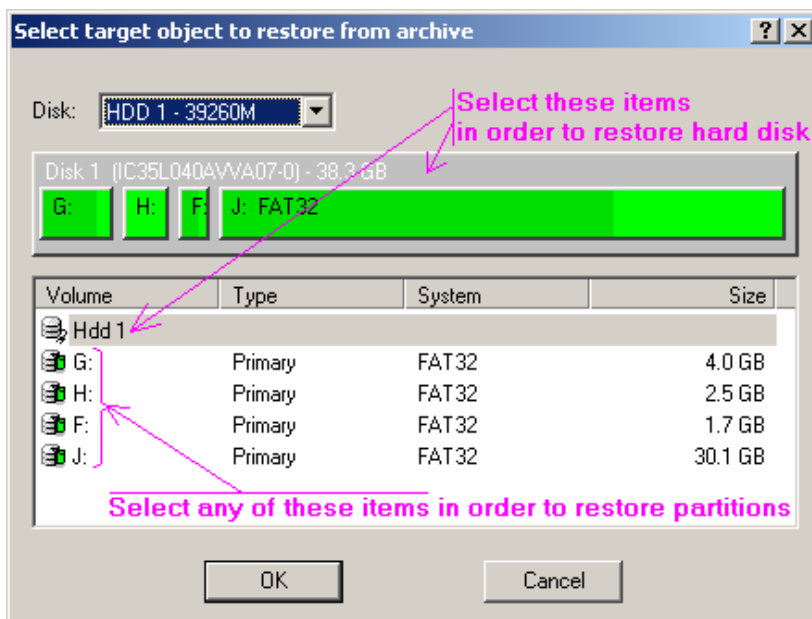 Select target object to restore from archive
Disk: HDD 1 - 39260M
Select these items
in order to restore hard disk
Disk 1 (IC35L040AVVA07-0) - 38.3 GB
G: H: F: J: FAT32
Volume Type System Size
Hdd 1
G: Primary FAT32 4.0 GB
H: Primary FAT32 2.5 GB
F: Primary FAT32 1.7 GB
J: Primary FAT32 30.1 GB
Select any of these items in order to restore partitions
OK Cancel